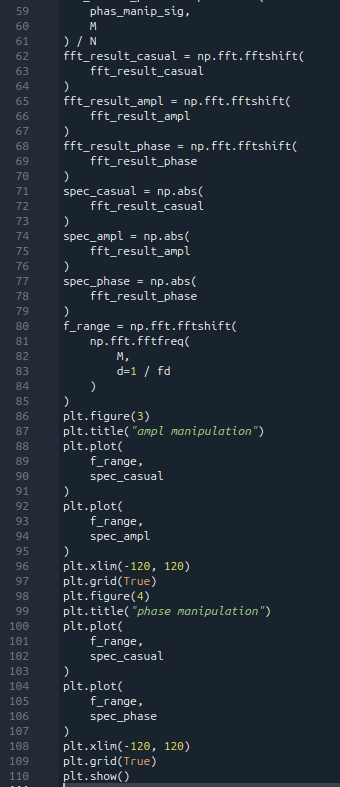 59 phas_manip_sig,
60 M
61 ) / N
62 fft_result_casual = np.fft.fftshift(
63 fft_result_casual
64 )
65 fft_result_ampl = np.fft.fftshift(
66 fft_result_ampl
67 )
68 fft_result_phase = np.fft.fftshift(
69 fft_result_phase
70 )
71 spec_casual = np.abs(
72 fft_result_casual
73 )
74 spec_ampl = np.abs(
75 fft_result_ampl
76 )
77 spec_phase = np.abs(
78 fft_result_phase
79 )
80 f_range = np.fft.fftshift(
81 np.fft.fftfreq(
82 M,
83 d=1 / fd
84 )
85 )
86 plt.figure(3)
87 plt.title("ampl manipulation")
88 plt.plot(
89 f_range,
90 spec_casual
91 )
92 plt.plot(
93 f_range,
94 spec_ampl
95 )
96 plt.xlim(-120, 120)
97 plt.grid(True)
98 plt.figure(4)
99 plt.title("phase manipulation")
100 plt.plot(
101 f_range,
102 spec_casual
103 )
104 plt.plot(
105 f_range,
106 spec_phase
107 )
108 plt.xlim(-120, 120)
109 plt.grid(True)
110 plt.show()